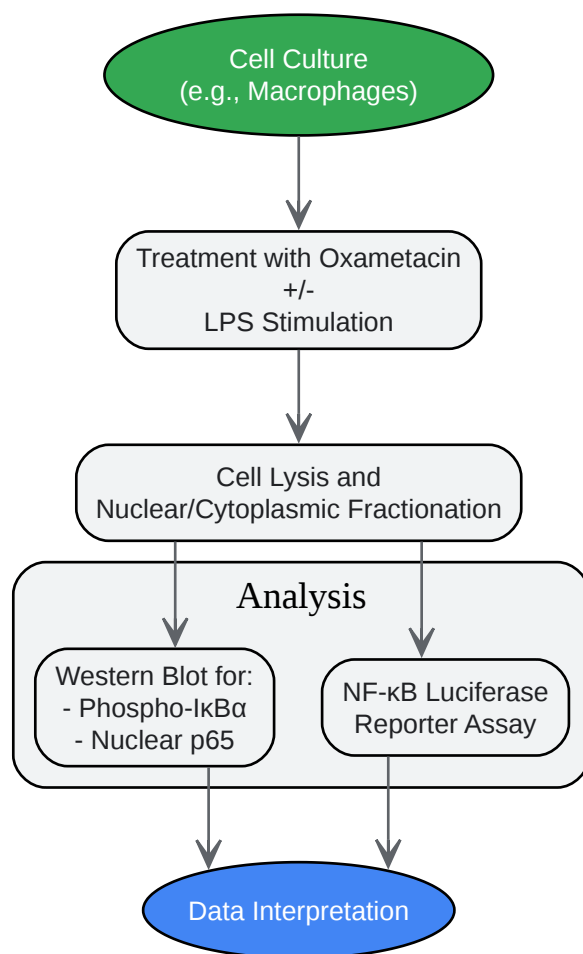 Cell Culture
(e.g., Macrophages)
Treatment with Oxametacin
+/-
LPS Stimulation
Cell Lysis and
Nuclear/Cytoplasmic Fractionation
Analysis
Western Blot for:
- Phospho-IκBα
- Nuclear p65
NF-κB Luciferase
Reporter Assay
Data Interpretation